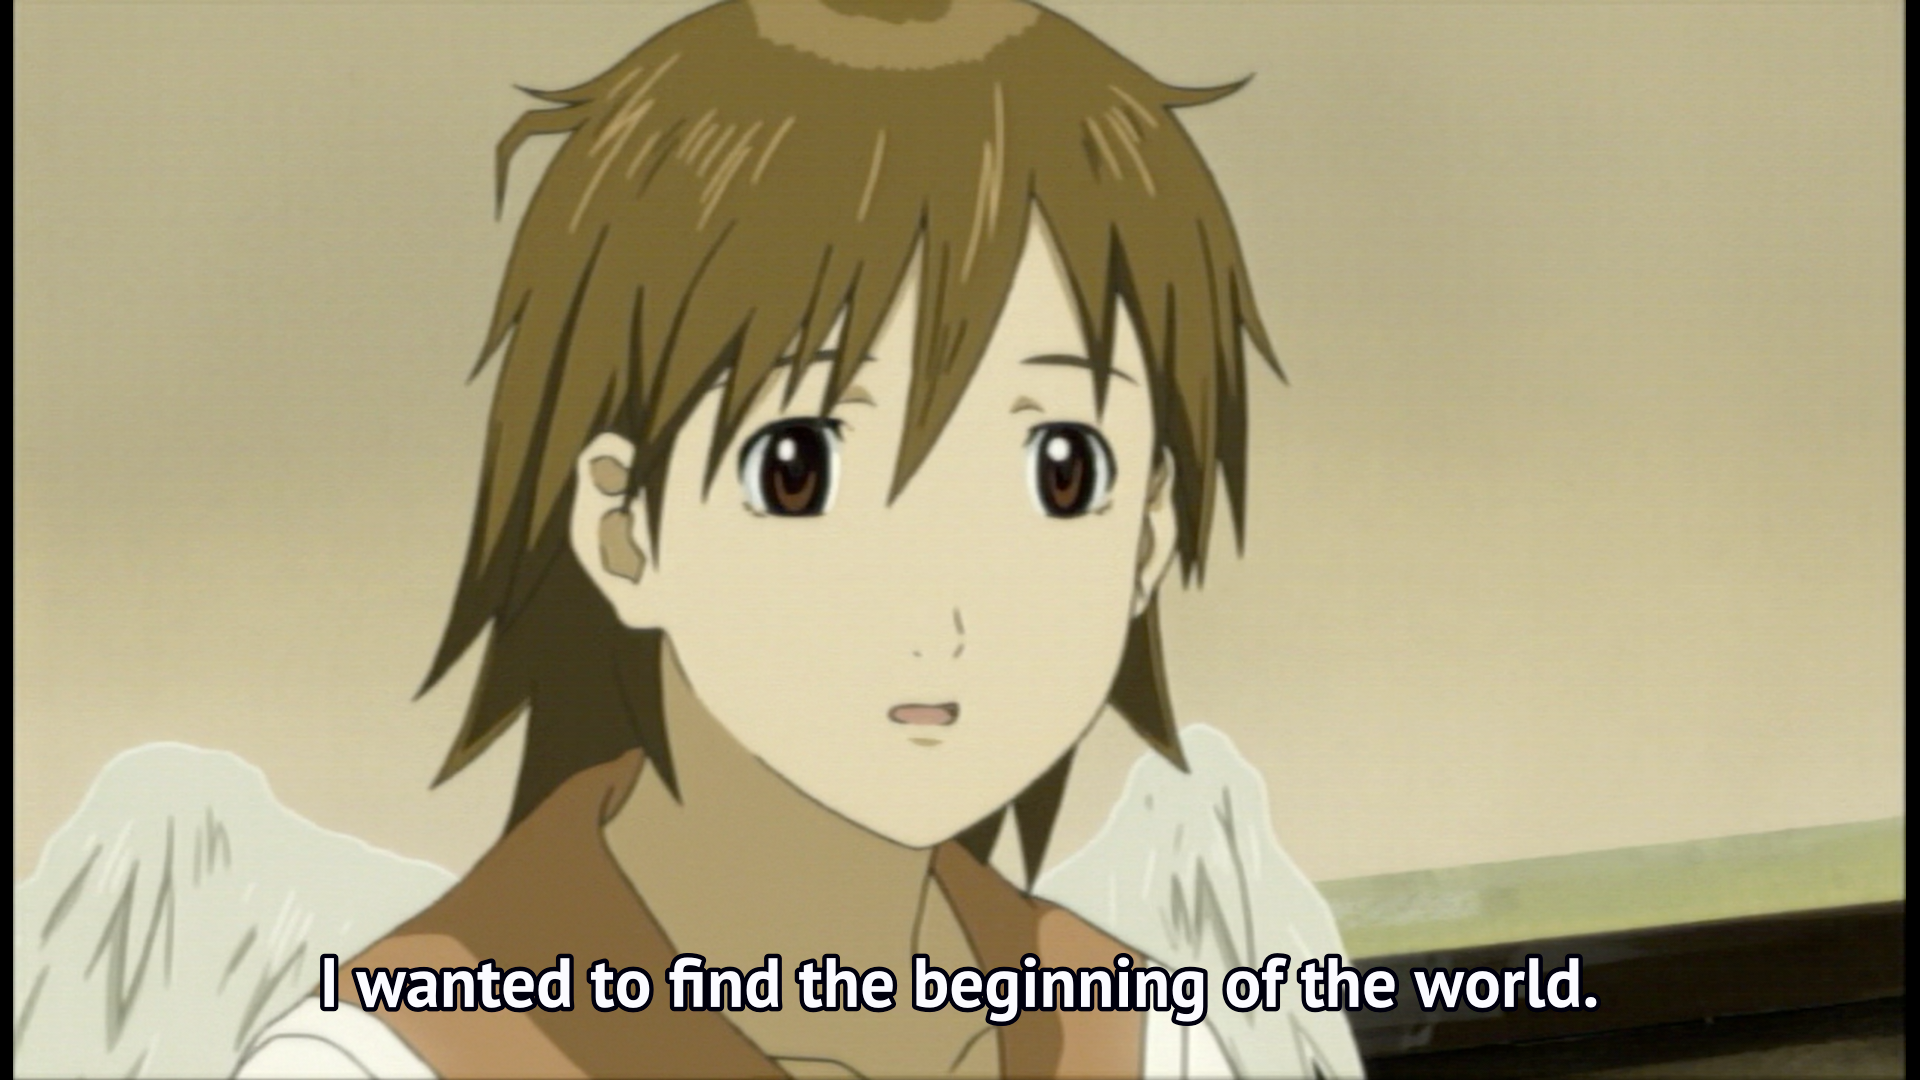 I wanted to find the beginning of the world.